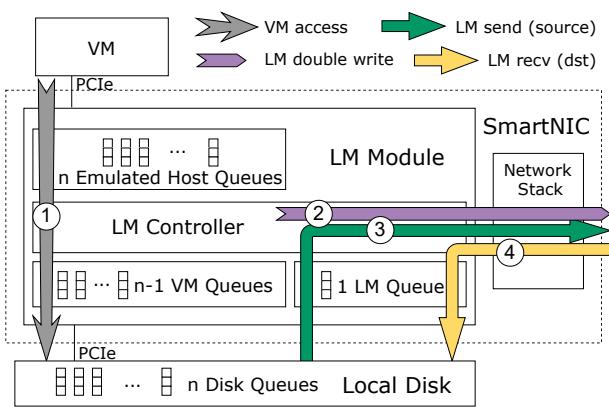 VM
VM access
LM send (source)
LM double write
LM recv (dst)
PCIe
SmartNIC
LM Module
n Emulated Host Queues
...
Network
Stack
LM Controller
1
2
3
4
... n-1 VM Queues
1 LM Queue
PCIe
... n Disk Queues
Local Disk